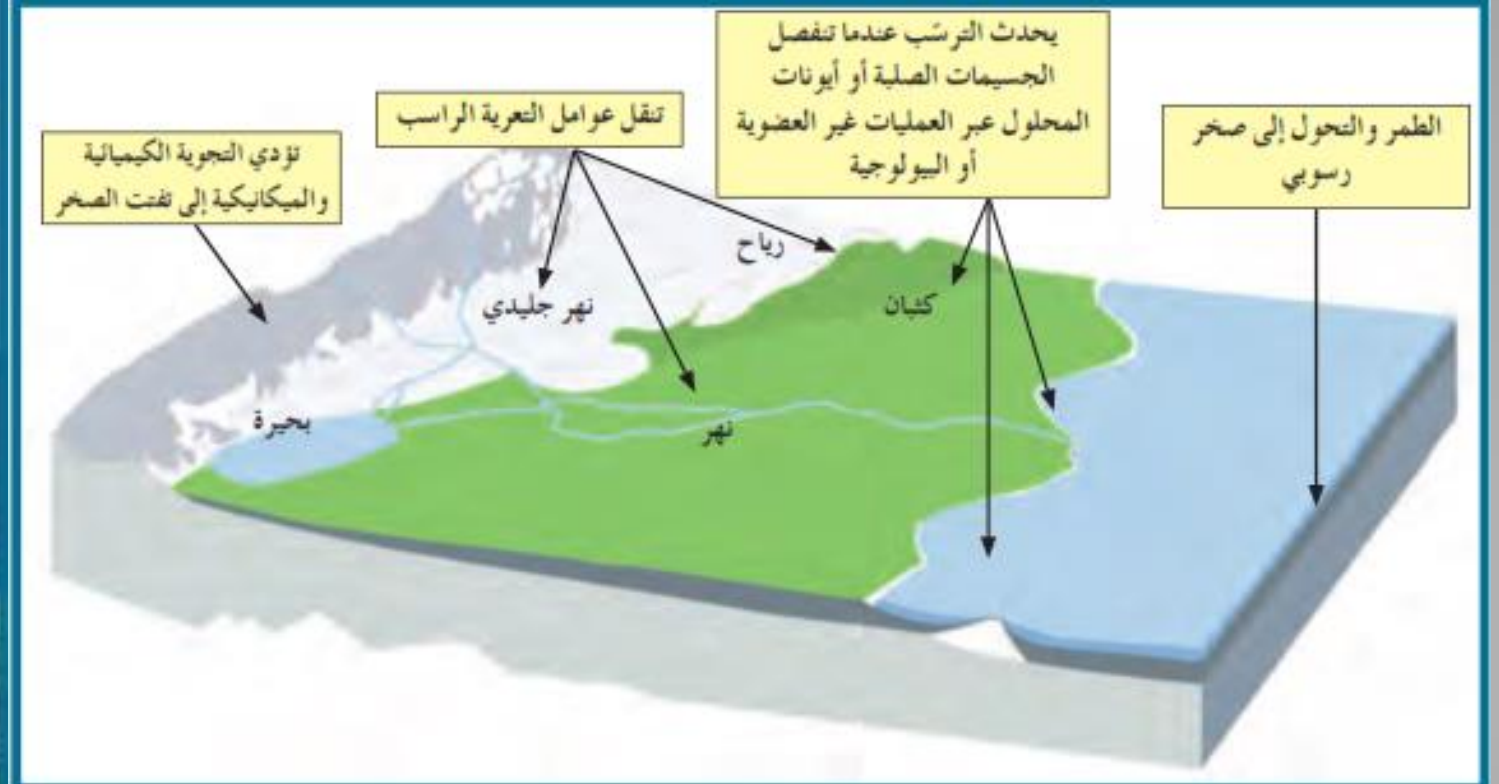 يحدث الترسّب عندما تنفصل
الجسيمات الصلبة أو أيونات
المحلول عبر العمليات غير العضوية
أو البيولوجية
الطمر والتحول إلى صخر
رسوبي
تنقل عوامل التعرية الراسب
تؤدي التجوية الكيميائية
والميكانيكية إلى تفتت الصخر
رياح
نهر جليدي
كثبان
بحيرة
نهر